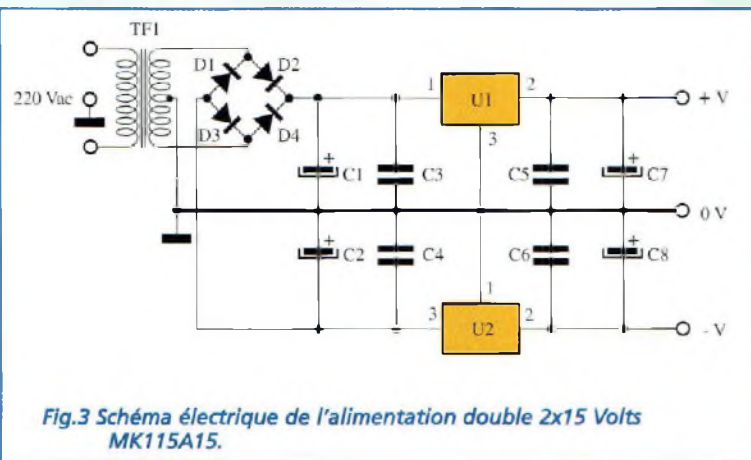 TF1
D1 D2
220 Vac
D3 D4
1 U1 2
3
+ V
+ C1 C3 C5 + C7
0 V
+ C2 C4 C6 + C8
1
3 U2 2
- V
Fig.3 Schéma électrique de l'alimentation double 2x15 Volts
MK115A15.